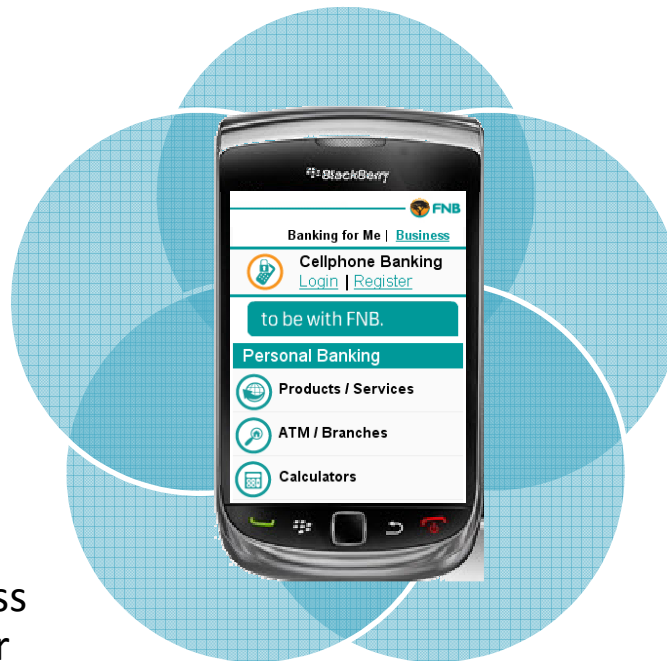 BlackBerry
FNB
Banking for Me | Business
Cellphone Banking
Login | Register
to be with FNB.
Personal Banking
Products / Services
ATM / Branches
Calculators
ss
r